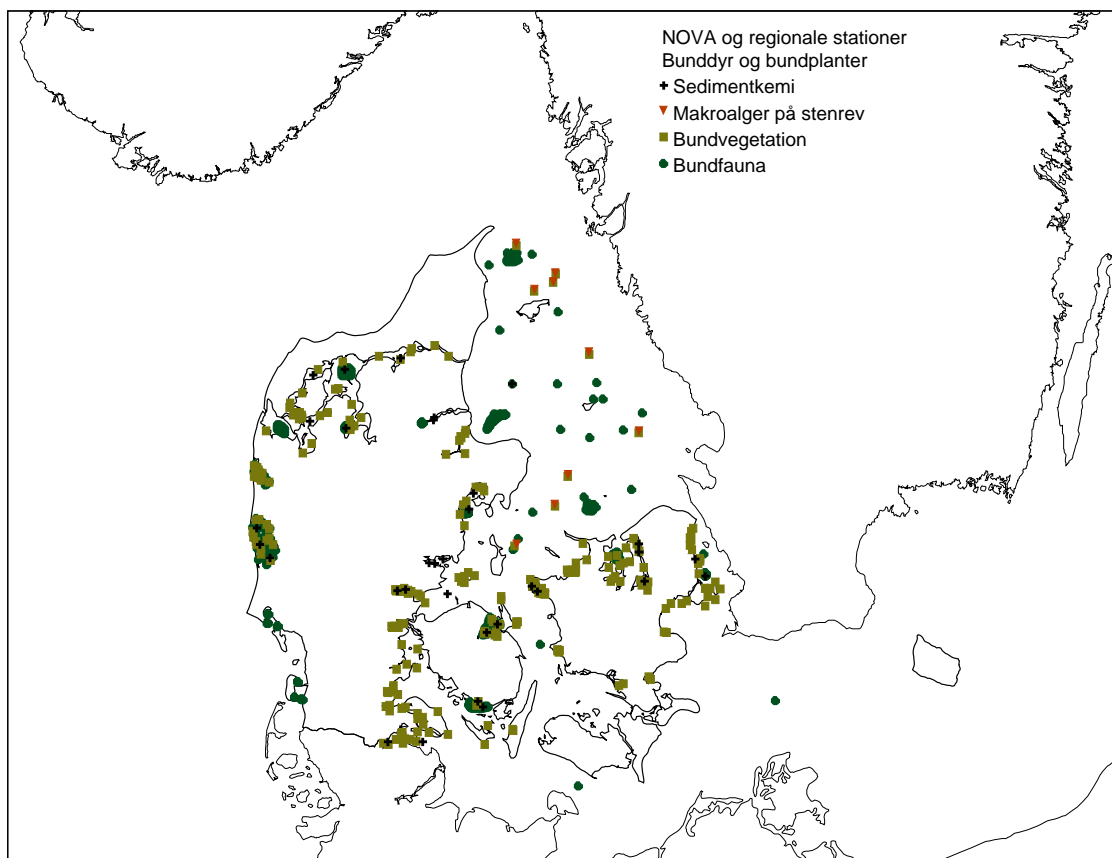 NOVA og regionale stationer
Bunddyr og bundplanter
Sedimentkemi
Makroalger på stenrev
Bundvegetation
Bundfauna